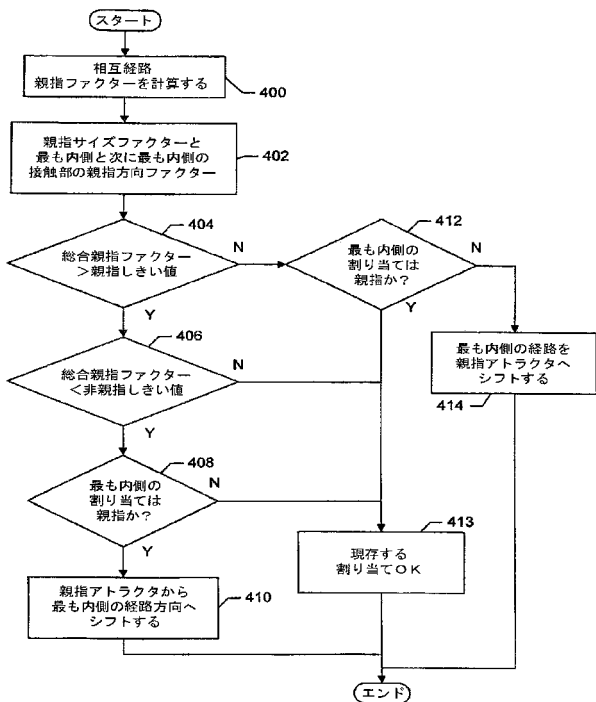 スタート
相互経路
親指ファクターを計算する
400
親指サイズファクターと
最も内側と次に最も内側の
接触部の親指方向ファクター
402
404
総合親指ファクター
>親指しきい値
N
Y
412
最も内側の
割り当ては
親指か?
N
Y
406
総合親指ファクター
<非親指しきい値
N
Y
最も内側の経路を
親指アトラクタへ
シフトする
414
408
最も内側の
割り当ては
親指か?
N
Y
413
現存する
割り当てOK
親指アトラクタから
最も内側の経路方向へ
シフトする
410
エンド